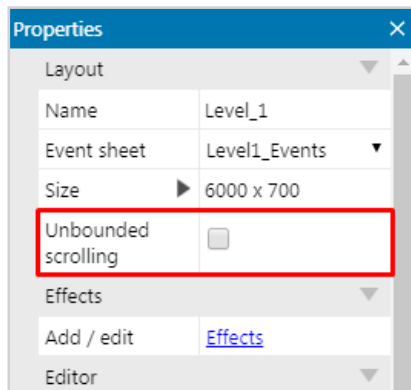 Properties
Layout
Name Level_1
Event sheet Level1_Events
Size 6000 x 700
Unbounded
scrolling
Effects
Add / edit Effects
Editor